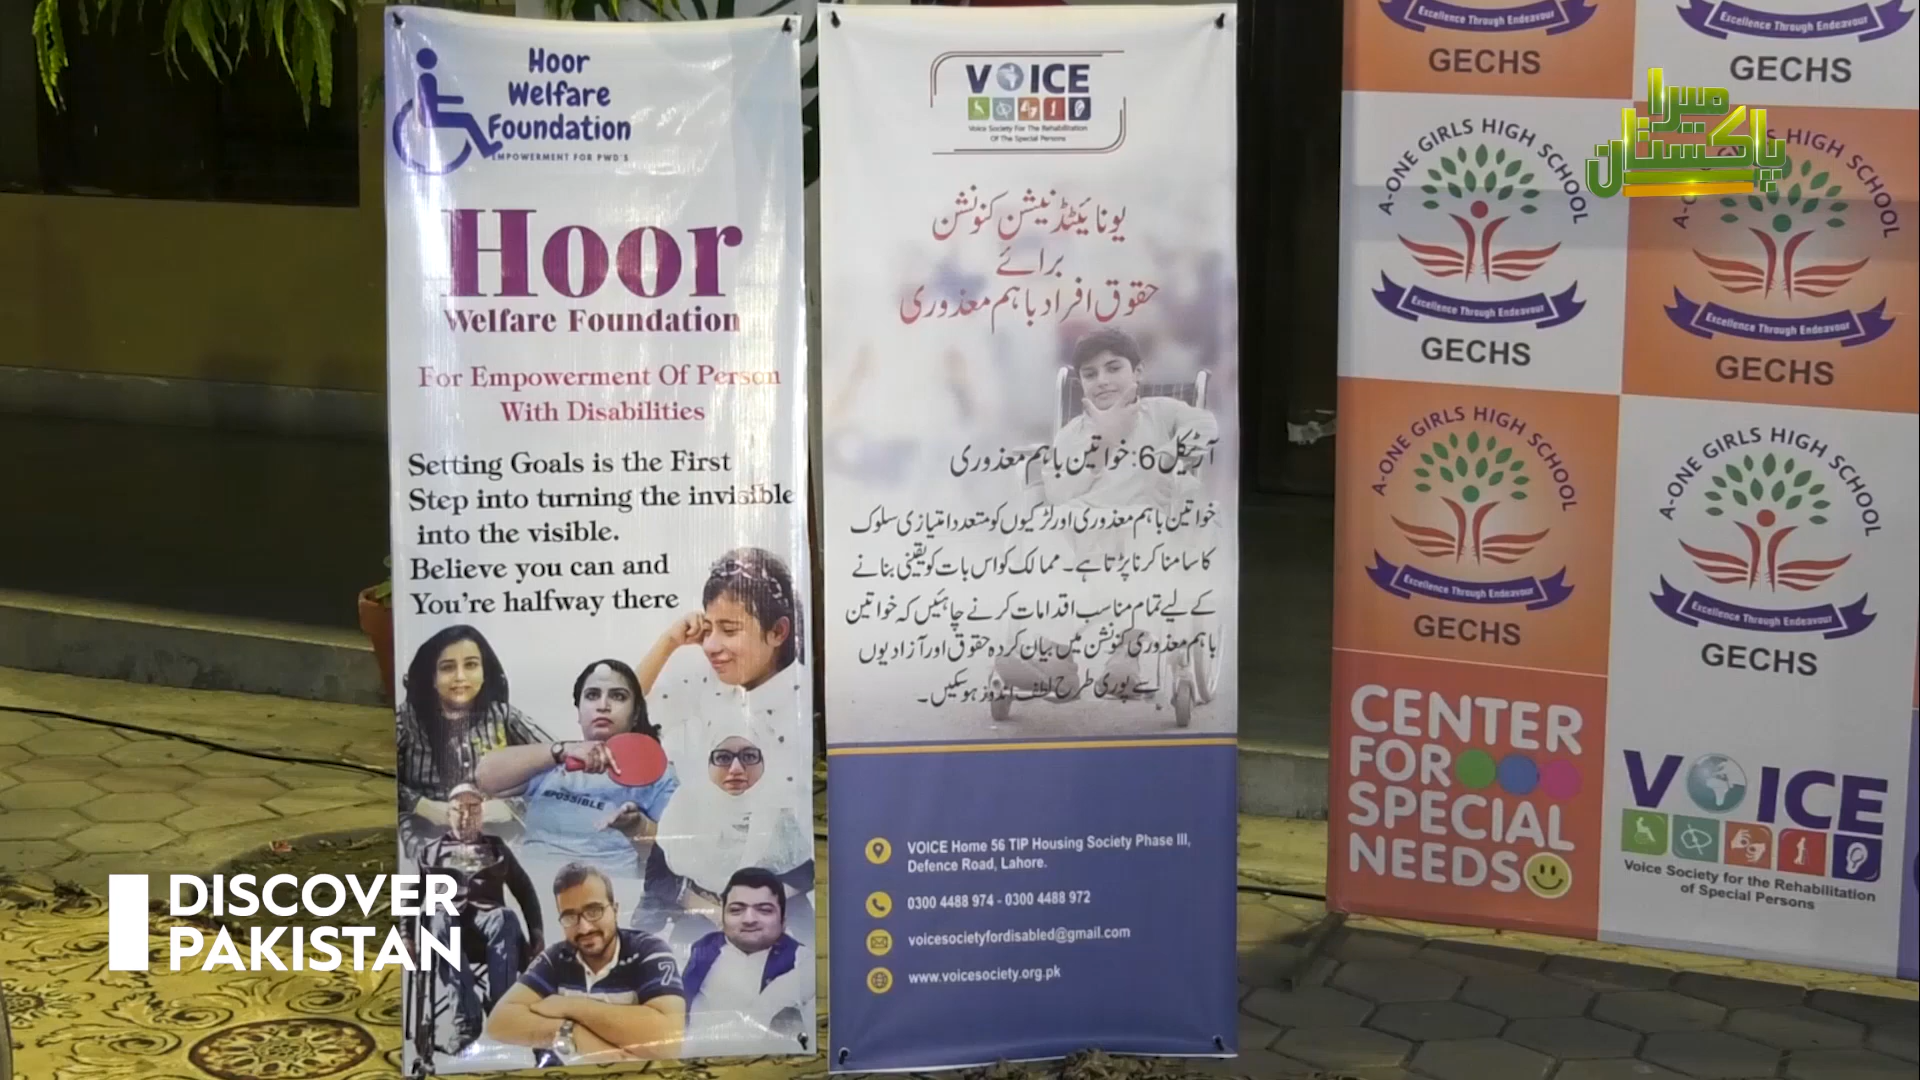 Hoor
Welfare
Foundation
EMPOWERMENT FOR PWD'S
Hoor
Welfare Foundation
For Empowerment Of Person
With Disabilities
Setting Goals is the First
Step into turning the invisible
into the visible.
Believe you can and
You're halfway there
MPOSSIBLE
7
VOICE
Voice Society For The Rehabilitation
Of The Special Persons
یونائیٹڈ نیشن کنونشن
برائے
حقوق افراد باہم معذوری
آرٹیکل 6: خواتین باہم معذوری
خواتین باہم معذوری اور لڑکیوں کو متعدد امتیازی سلوک
کا سامنا کرنا پڑتا ہے۔ ممالک کو اس بات کو یقینی بنانے
کے لیے تمام مناسب اقدامات کرنے چاہئیں کہ خواتین
باہم معذوری کنونشن میں بیان کردہ حقوق اور آزادیوں
سے پوری طرح لطف اندوز ہو سکیں۔
VOICE Home 56 TIP Housing Society Phase III,
Defence Road, Lahore.
0300 4488 974 - 0300 4488 972
voicesocietyfordisabled@gmail.com
www.voicesociety.org.pk
Excellence Through Endeavour
GECHS
Excellence Through Endeavour
GECHS
A-ONE GIRLS HIGH SCHOOL
Excellence Through Endeavour
GECHS
HIGH SCHOOL
Excellence Through Endeavour
GECHS
A-ONE GIRLS HIGH SCHOOL
Excellence Through Endeavour
GECHS
A-ONE GIRLS HIGH SCHOOL
Excellence Through Endeavour
GECHS
CENTER
FOR
SPECIAL
NEEDS
VOICE
Voice Society for the Rehabilitation
of Special Persons
میرا
پاکستان
DISCOVER
PAKISTAN